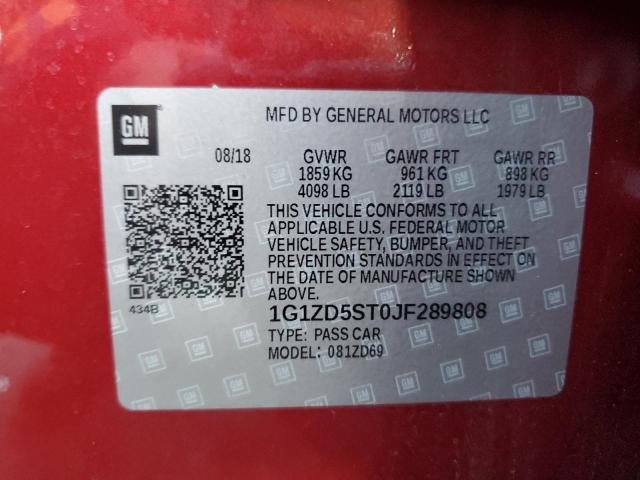 GM
MFD BY GENERAL MOTORS LLC
08/18 GVWR GAWR FRT GAWR RR
1859 KG 961 KG 898 KG
4098 LB 2119 LB 1979 LB
THIS VEHICLE CONFORMS TO ALL
APPLICABLE U.S. FEDERAL MOTOR
VEHICLE SAFETY, BUMPER, AND THEFT
PREVENTION STANDARDS IN EFFECT ON
THE DATE OF MANUFACTURE SHOWN
ABOVE.
434B
1G1ZD5ST0JF289808
TYPE: PASS CAR
MODEL: 081ZD69